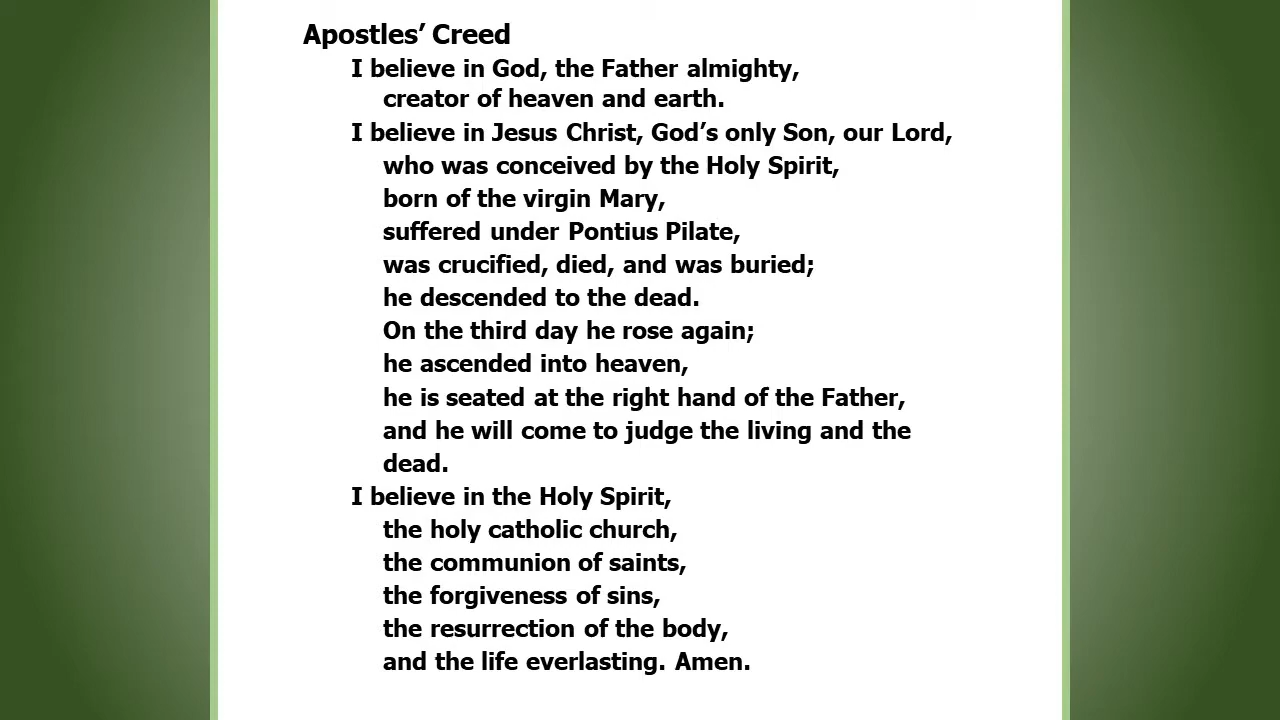 Apostles’ Creed
I believe in God, the Father almighty,
creator of heaven and earth.
I believe in Jesus Christ, God’s only Son, our Lord,
who was conceived by the Holy Spirit,
born of the virgin Mary,
suffered under Pontius Pilate,
was crucified, died, and was buried;
he descended to the dead.
On the third day he rose again;
he ascended into heaven,
he is seated at the right hand of the Father,
and he will come to judge the living and the
dead.
I believe in the Holy Spirit,
the holy catholic church,
the communion of saints,
the forgiveness of sins,
the resurrection of the body,
and the life everlasting. Amen.